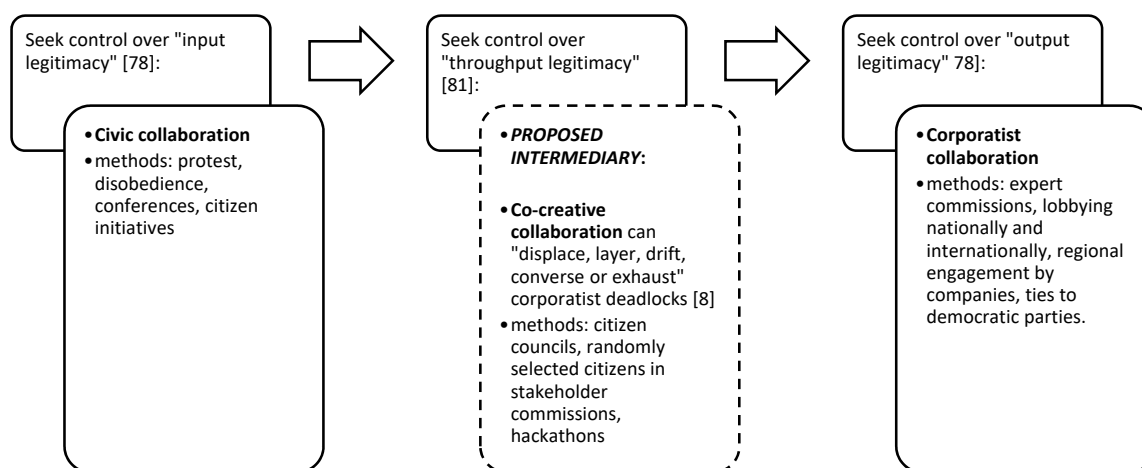 Seek control over "input
legitimacy" [78]:
•Civic collaboration
•methods: protest,
disobedience,
conferences, citizen
initiatives
Seek control over
"throughput legitimacy"
[81]:
•PROPOSED
INTERMEDIARY:
•Co-creative
collaboration can
"displace, layer, drift,
converse or exhaust"
corporatist deadlocks [8]
•methods: citizen
councils, randomly
selected citizens in
stakeholder
commissions,
hackathons
Seek control over "output
legitimacy" 78]:
•Corporatist
collaboration
•methods: expert
commissions, lobbying
nationally and
internationally, regional
engagement by
companies, ties to
democratic parties.